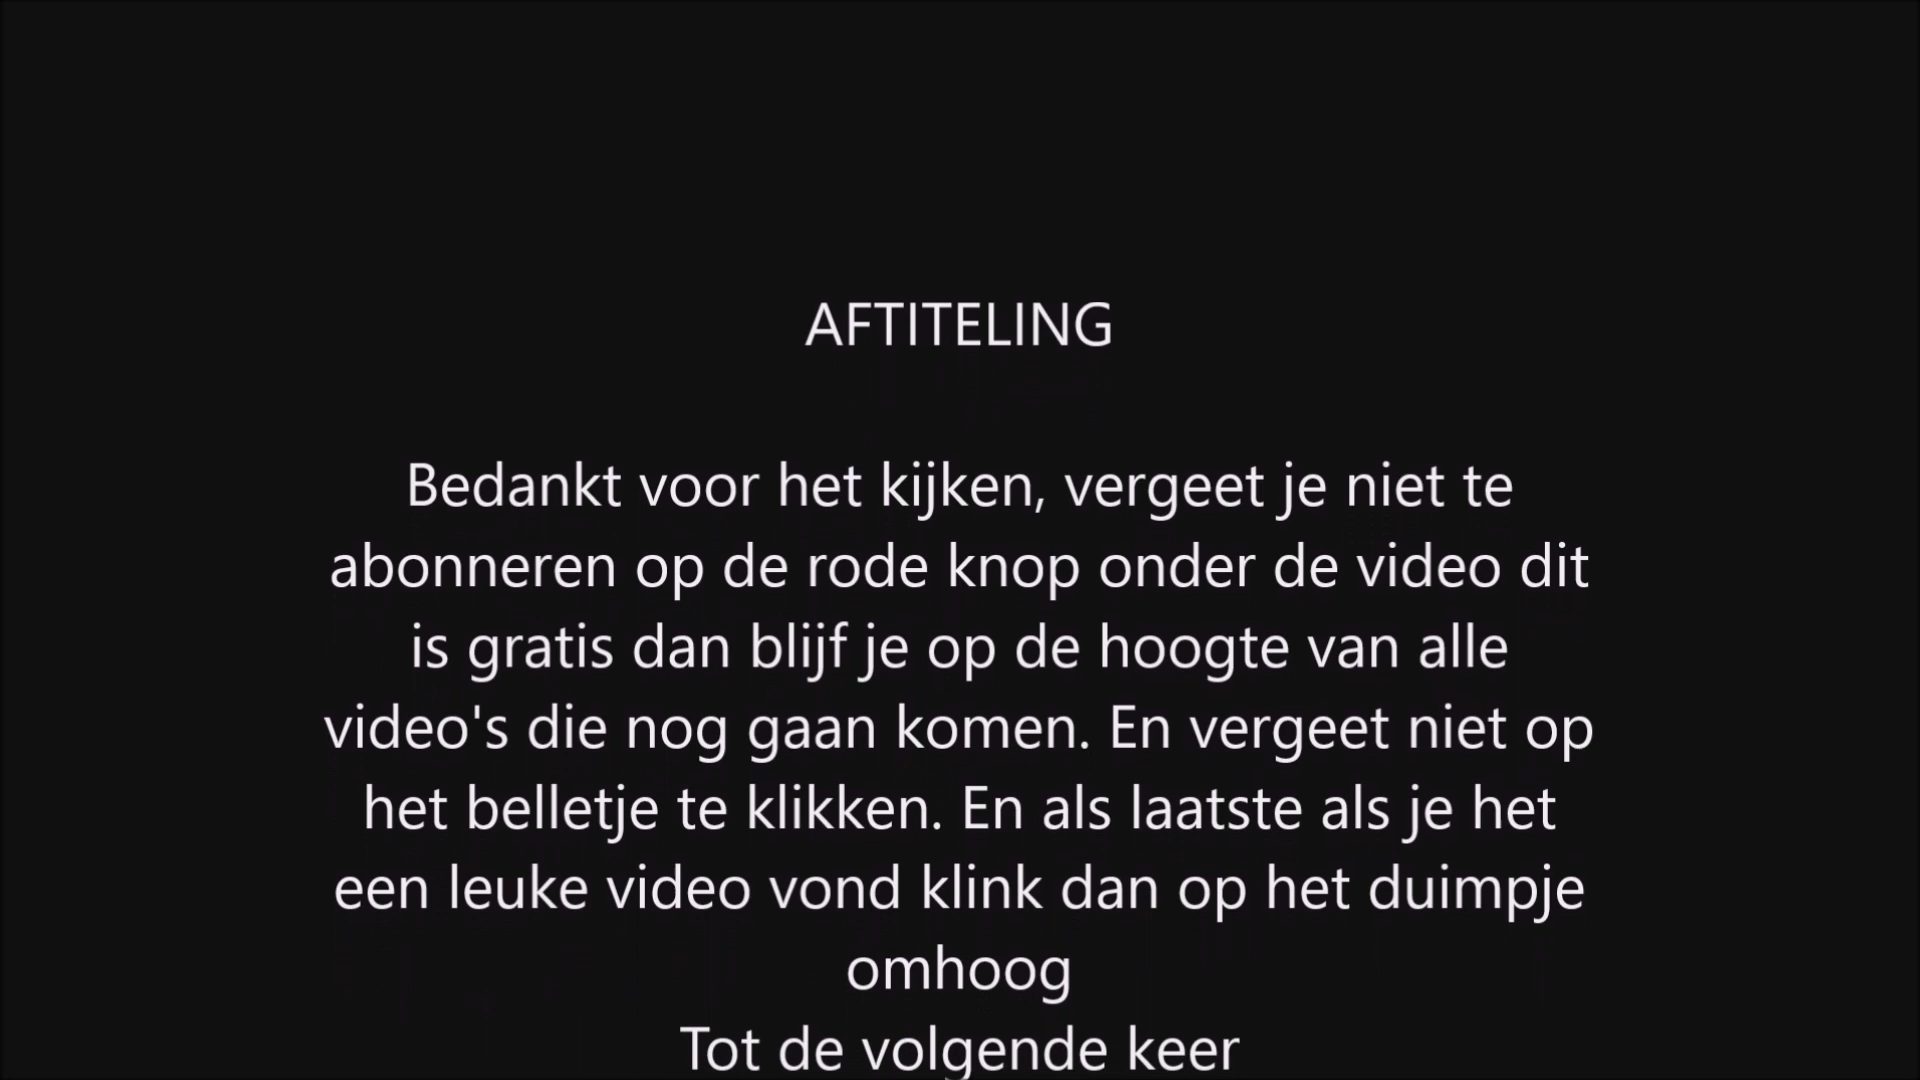 AFTITELING
Bedankt voor het kijken, vergeet je niet te
abonneren op de rode knop onder de video dit
is gratis dan blijf je op de hoogte van alle
video's die nog gaan komen. En vergeet niet op
het belletje te klikken. En als laatste als je het
een leuke video vond klink dan op het duimpje
omhoog
Tot de volgende keer